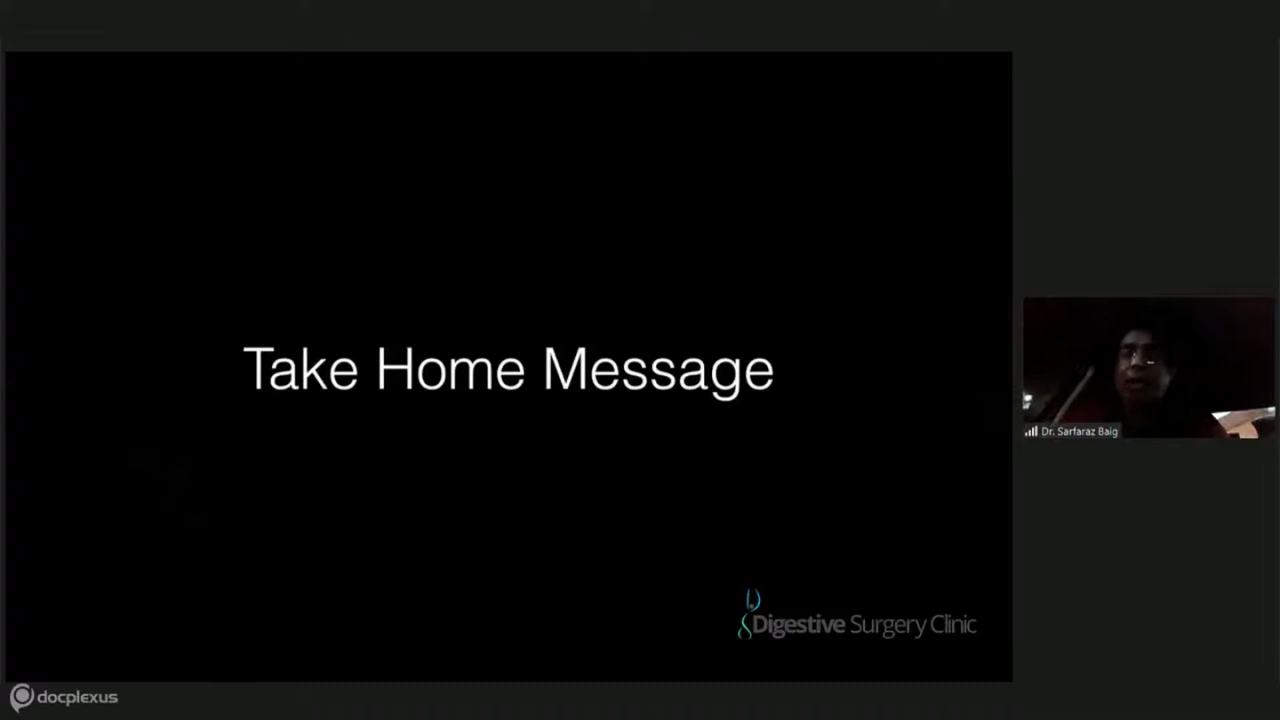 Take Home Message
Dr. Sarfaraz Baig
Digestive Surgery Clinic
docplexus